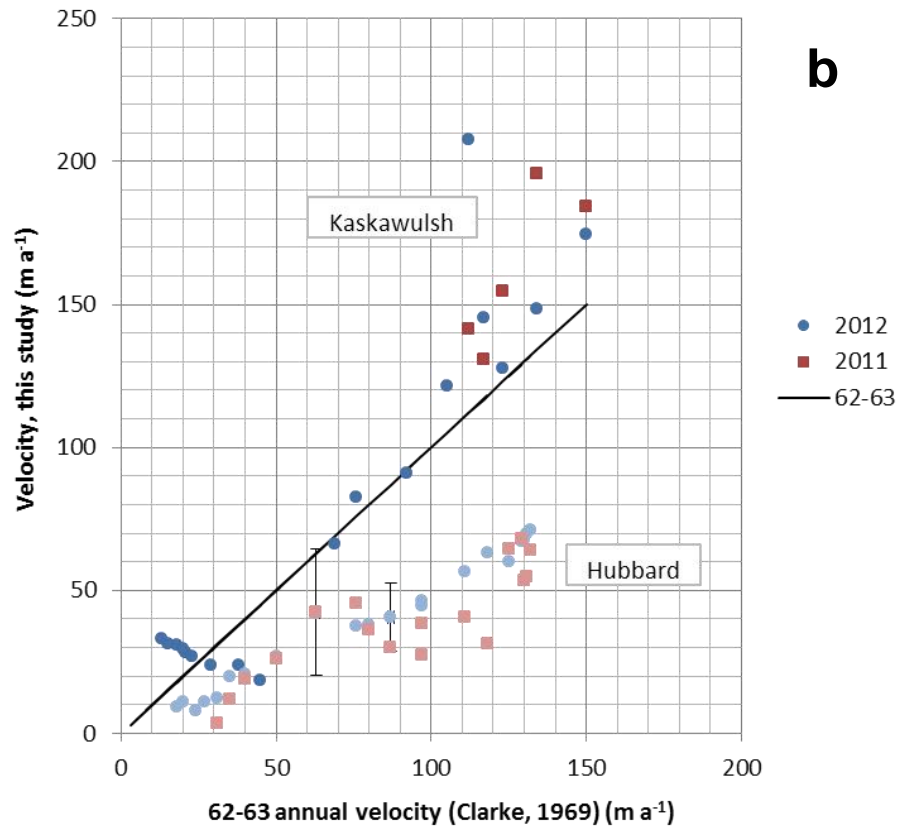 250
b
200
Kaskawulsh
150
2012
2011
62-63
100
Hubbard
50
0
0 50 100 150 200
Velocity, this study (m a-1)
62-63 annual velocity (Clarke, 1969) (m a-1)